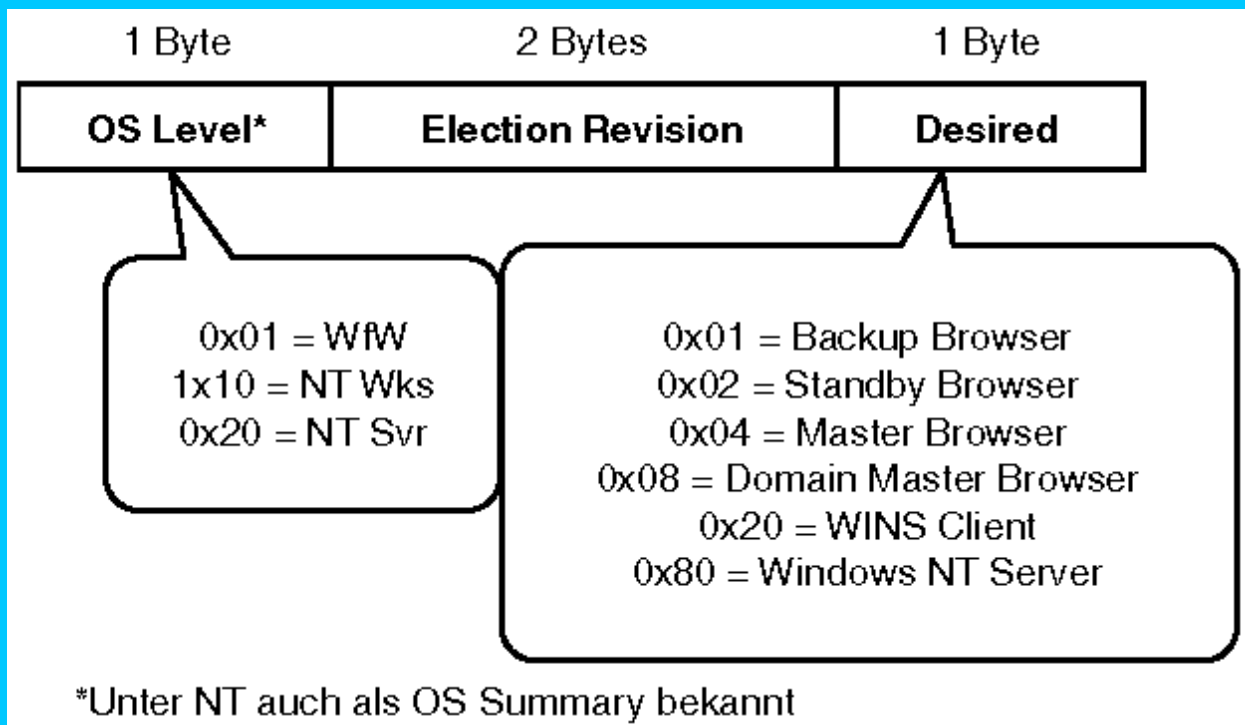 1 Byte 2 Bytes 1 Byte
OS Level* Election Revision Desired
0x01 = WfW
1x10 = NT Wks
0x20 = NT Svr
0x01 = Backup Browser
0x02 = Standby Browser
0x04 = Master Browser
0x08 = Domain Master Browser
0x20 = WINS Client
0x80 = Windows NT Server
*Unter NT auch als OS Summary bekannt